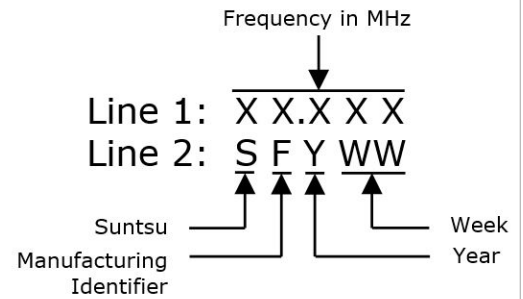 Frequency in MHz
Line 1: X X.X X X
Line 2: S F Y WW
Suntsu
Week
Manufacturing
Identifier
Year